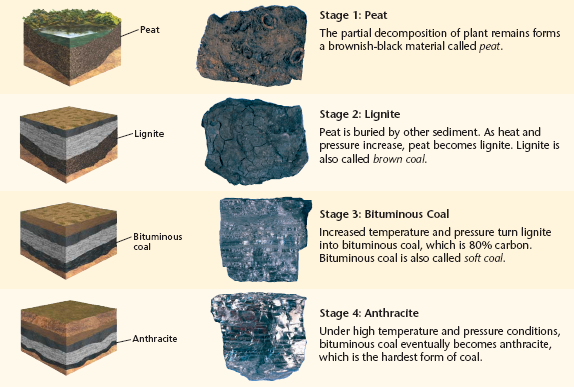 Peat
Stage 1: Peat
The partial decomposition of plant remains forms
a brownish-black material called peat.
Lignite
Stage 2: Lignite
Peat is buried by other sediment. As heat and
pressure increase, peat becomes lignite. Lignite is
also called brown coal.
Bituminous
coal
Stage 3: Bituminous Coal
Increased temperature and pressure turn lignite
into bituminous coal, which is 80% carbon.
Bituminous coal is also called soft coal.
Anthracite
Stage 4: Anthracite
Under high temperature and pressure conditions,
bituminous coal eventually becomes anthracite,
which is the hardest form of coal.